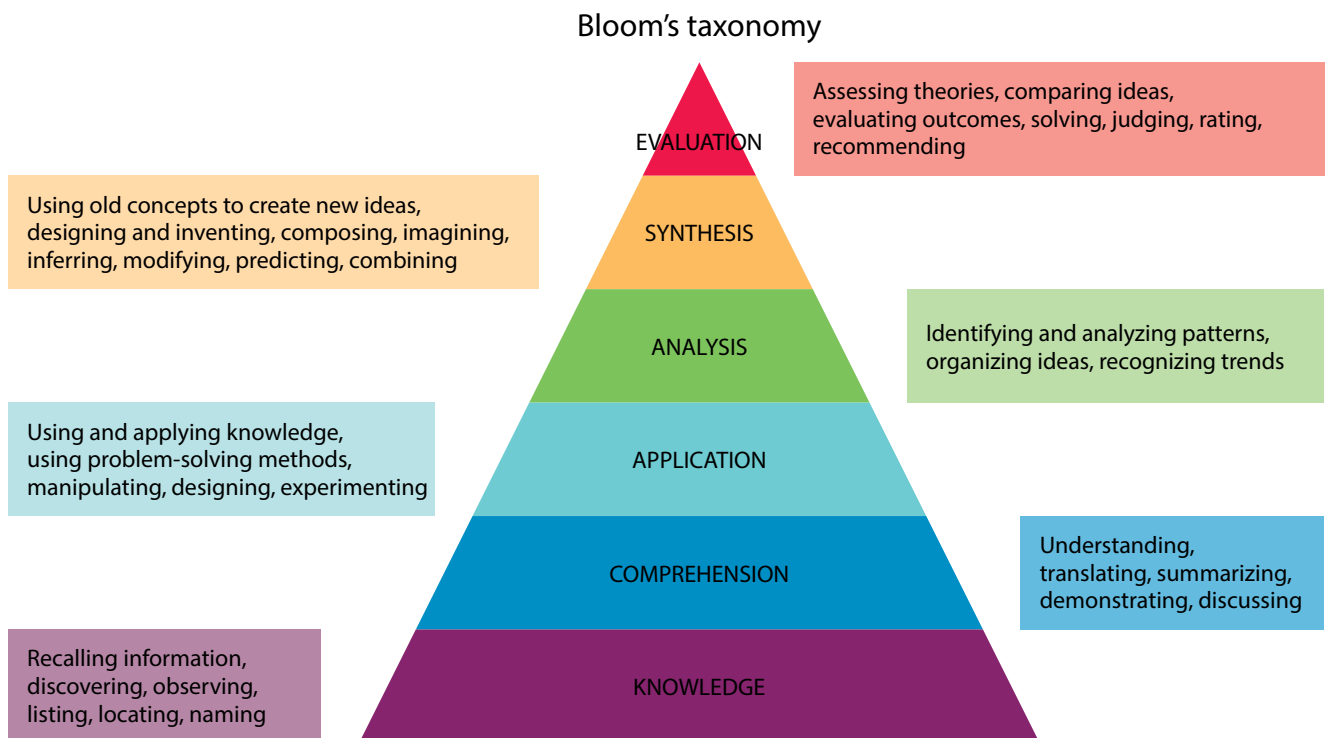 Bloom’s taxonomy
EVALUATION
Assessing theories, comparing ideas,
evaluating outcomes, solving, judging, rating,
recommending
Using old concepts to create new ideas,
designing and inventing, composing, imagining,
inferring, modifying, predicting, combining
SYNTHESIS
ANALYSIS
Identifying and analyzing patterns,
organizing ideas, recognizing trends
Using and applying knowledge,
using problem-solving methods,
manipulating, designing, experimenting
APPLICATION
COMPREHENSION
Understanding,
translating, summarizing,
demonstrating, discussing
Recalling information,
discovering, observing,
listing, locating, naming
KNOWLEDGE